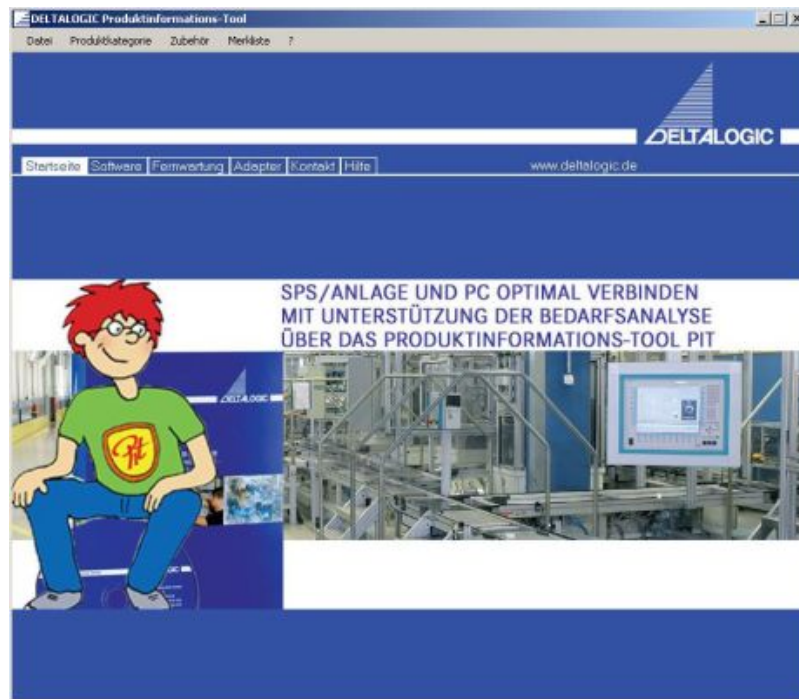 DELTALOGIC Produktinformations-Tool
Datei Produktkategorie Zubehör Merkliste ?
DELTALOGIC
Startseite Software Fernwartung Adapter Kontakt Hilfe www.deltalogic.de
SPS/ANLAGE UND PC OPTIMAL VERBINDEN
MIT UNTERSTÜTZUNG DER BEDARFSANALYSE
ÜBER DAS PRODUKTINFORMATIONS-TOOL PIT
DELTALOGIC
Pit